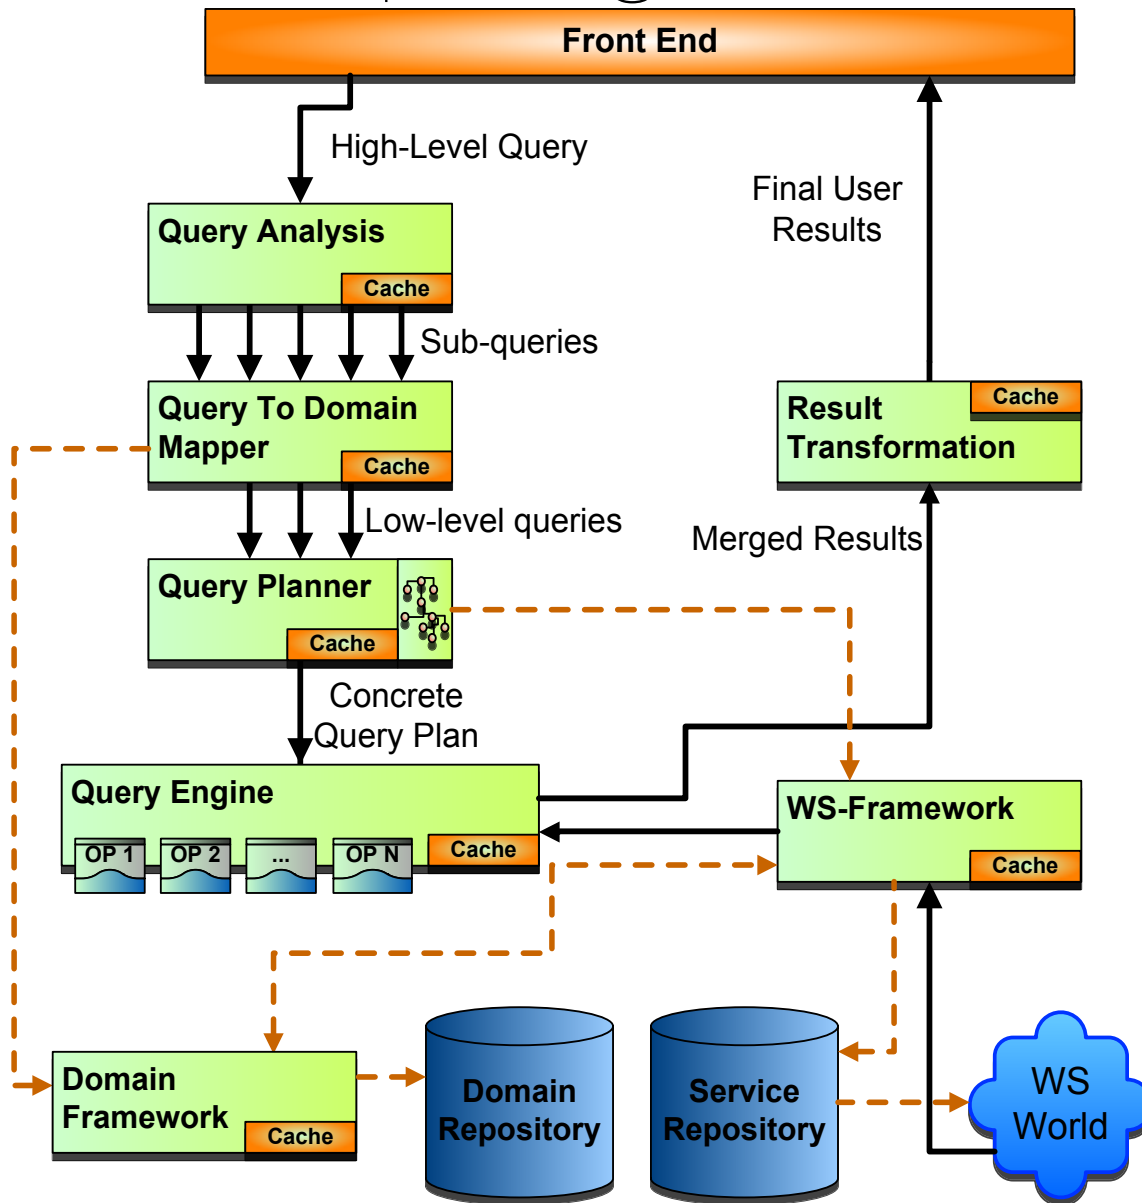 Front End
High-Level Query
Final User
Results
Query Analysis
Cache
Sub-queries
Query To Domain
Mapper
Cache
Result
Transformation
Cache
Low-level queries
Merged Results
Query Planner
Cache
Concrete
Query Plan
Query Engine
OP 1
OP 2
...
OP N
Cache
WS-Framework
Cache
Domain
Framework
Cache
Domain
Repository
Service
Repository
WS
World